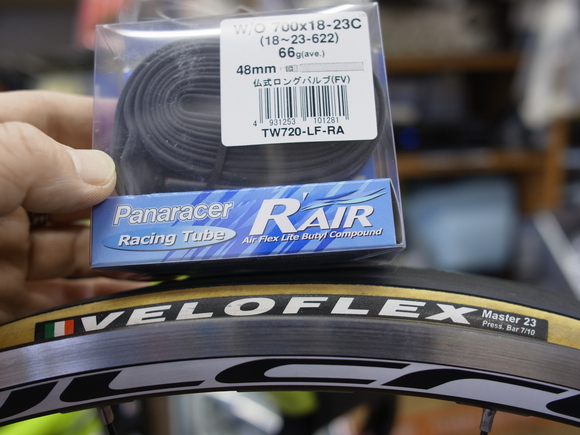 W/O 700x18-23C
(18~23-622)
66g(ave.)
48mm
仏式ロングバルブ(FV)
4 931253 101281
TW720-LF-RA
Panaracer
Racing Tube
R'AIR
Air Flex Lite Butyl Compound
VELOFLEX
Master 23
Press. Bar 7/10